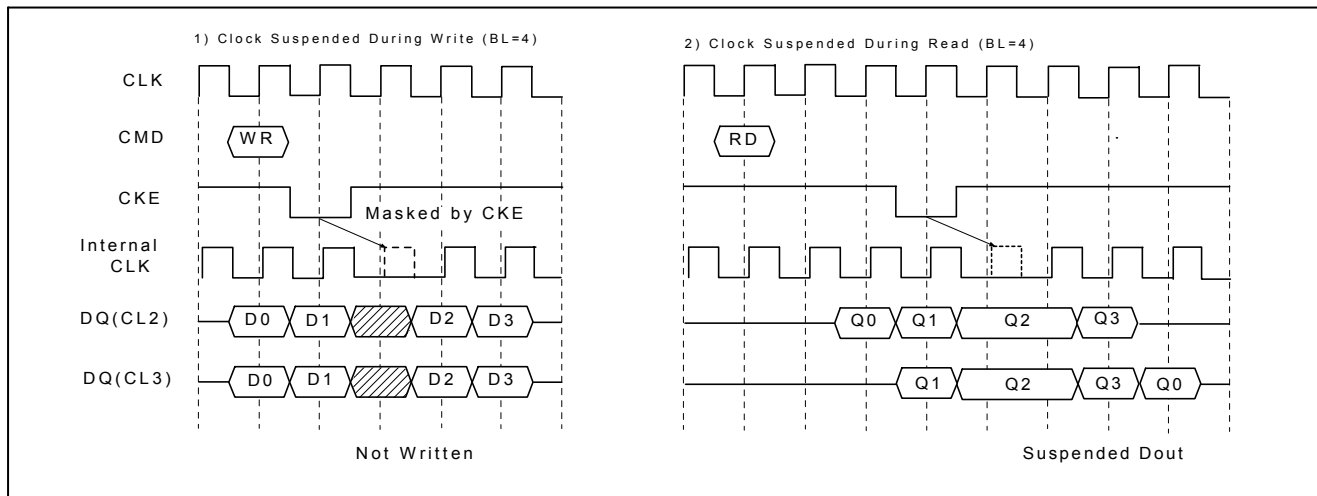 1) Clock Suspended During Write (BL=4)
2) Clock Suspended During Read (BL=4)
CLK
CMD
WR
RD
CKE
Masked by CKE
Internal
CLK
DQ(CL2)
D0 D1 D2 D3
Q0 Q1 Q2 Q3
DQ(CL3)
D0 D1 D2 D3
Q1 Q2 Q3 Q0
Not Written
Suspended Dout